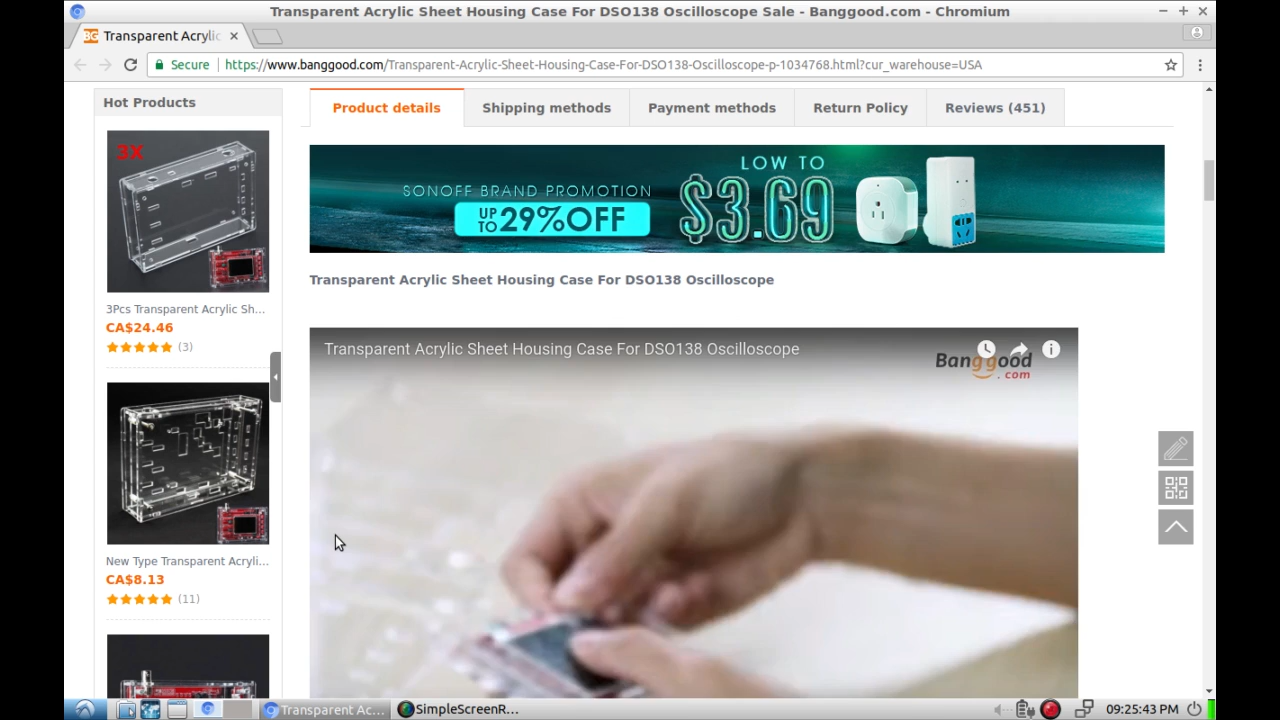 Transparent Acrylic Sheet Housing Case For DSO138 Oscilloscope Sale - Banggood.com - Chromium
BG Transparent Acrylic
Secure
https://www.banggood.com/Transparent-Acrylic-Sheet-Housing-Case-For-DSO138-Oscilloscope-p-1034768.html?cur_warehouse=USA
Hot Products
3X
3Pcs Transparent Acrylic Sh...
CA$24.46
(3)
New Type Transparent Acryli...
CA$8.13
(11)
Product details
Shipping methods
Payment methods
Return Policy
Reviews (451)
SONOFF BRAND PROMOTION
UP TO 29%OFF
LOW TO
$3.69
Transparent Acrylic Sheet Housing Case For DSO138 Oscilloscope
Transparent Acrylic Sheet Housing Case For DSO138 Oscilloscope
Banggood
.com
Transparent Ac...
SimpleScreenR...
09:25:43 PM